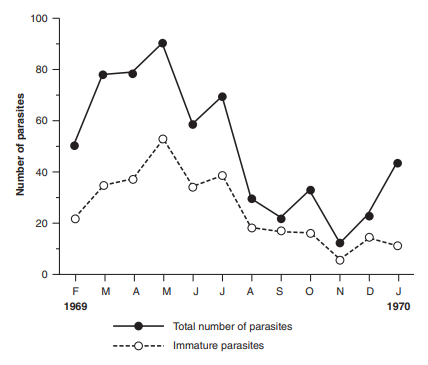 100
80
60
40
20
0
Number of parasites
F M A M J J A S O N D J
1969 1970
Total number of parasites
Immature parasites